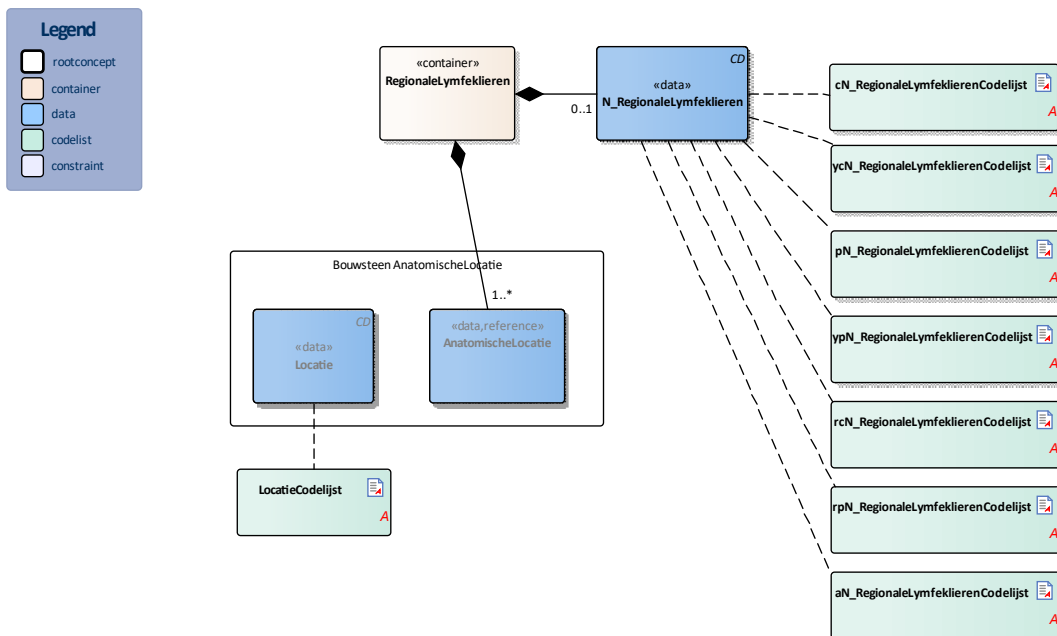 Legend
rootconcept
container
data
codelist
constraint
«container»
RegionaleLymfeklieren
CD
«data»
N_RegionaleLymfeklieren
0..1
cN_RegionaleLymfeklierenCodelijst
A
ycN_RegionaleLymfeklierenCodelijst
A
pN_RegionaleLymfeklierenCodelijst
A
ypN_RegionaleLymfeklierenCodelijst
A
rcN_RegionaleLymfeklierenCodelijst
A
rpN_RegionaleLymfeklierenCodelijst
A
aN_RegionaleLymfeklierenCodelijst
A
Bouwsteen AnatomischeLocatie
1..*
CD
«data»
Locatie
«data,reference»
AnatomischeLocatie
LocatieCodelijst
A